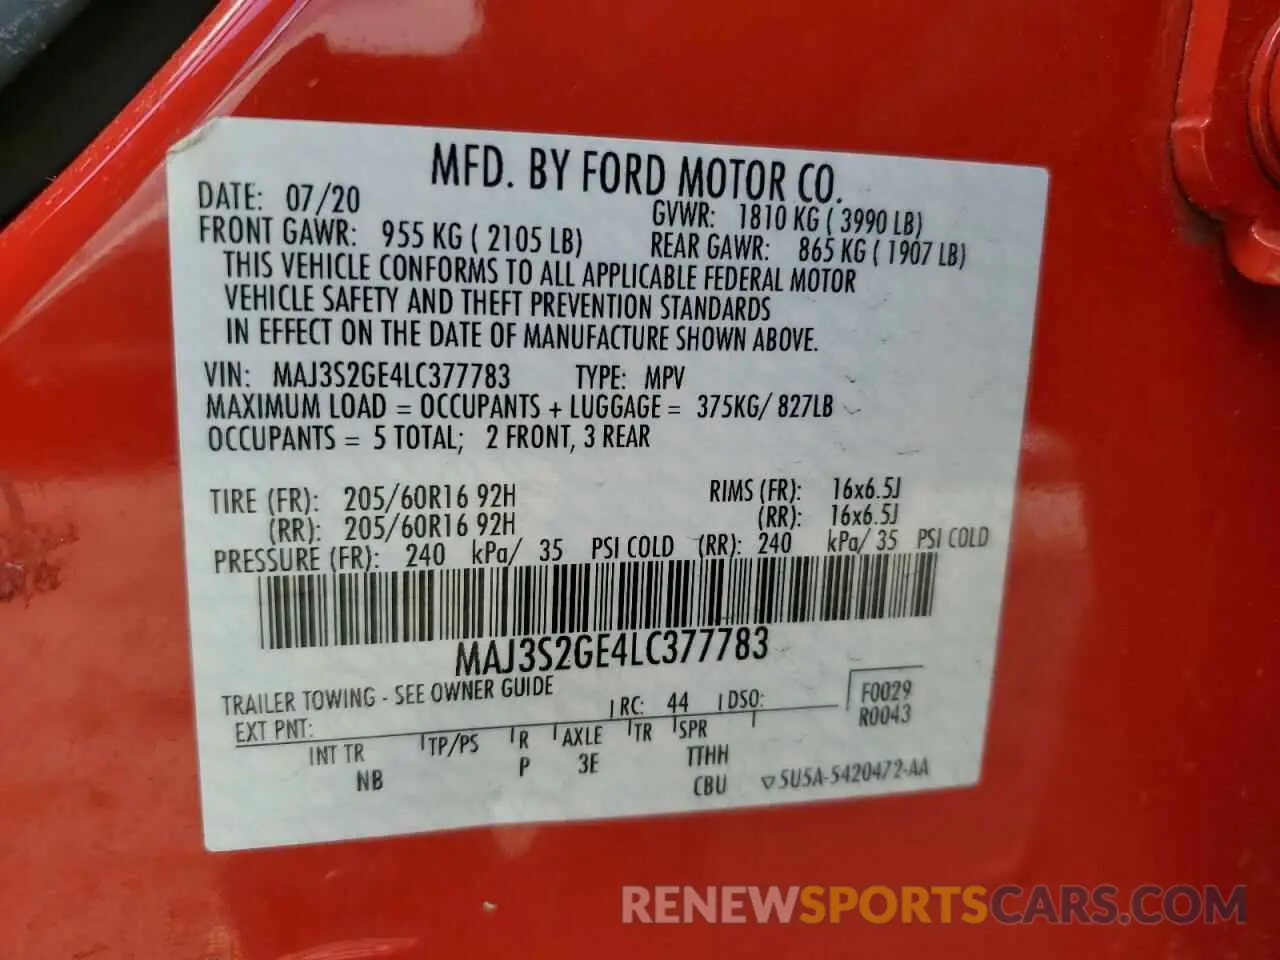 MFD. BY FORD MOTOR CO.
DATE: 07/20 GVWR: 1810 KG ( 3990 LB)
FRONT GAWR: 955 KG ( 2105 LB) REAR GAWR: 865 KG ( 1907 LB)
THIS VEHICLE CONFORMS TO ALL APPLICABLE FEDERAL MOTOR
VEHICLE SAFETY AND THEFT PREVENTION STANDARDS
IN EFFECT ON THE DATE OF MANUFACTURE SHOWN ABOVE.
VIN: MAJ3S2GE4LC377783 TYPE: MPV
MAXIMUM LOAD = OCCUPANTS + LUGGAGE = 375KG/ 827LB
OCCUPANTS = 5 TOTAL; 2 FRONT, 3 REAR
TIRE (FR): 205/60R16 92H RIMS (FR): 16x6.5J
(RR): 205/60R16 92H (RR): 16x6.5J
PRESSURE (FR): 240 kPa/ 35 PSI COLD (RR): 240 kPa/ 35 PSI COLD
MAJ3S2GE4LC377783
TRAILER TOWING - SEE OWNER GUIDE
EXT PNT: RC: 44 DSO: F0029
R0043
INT TR TP/PS R AXLE TR SPR
NB P 3E TTHH
CBU ▽5U5A-5420472-AA
RENEWSPORTSCARS.COM